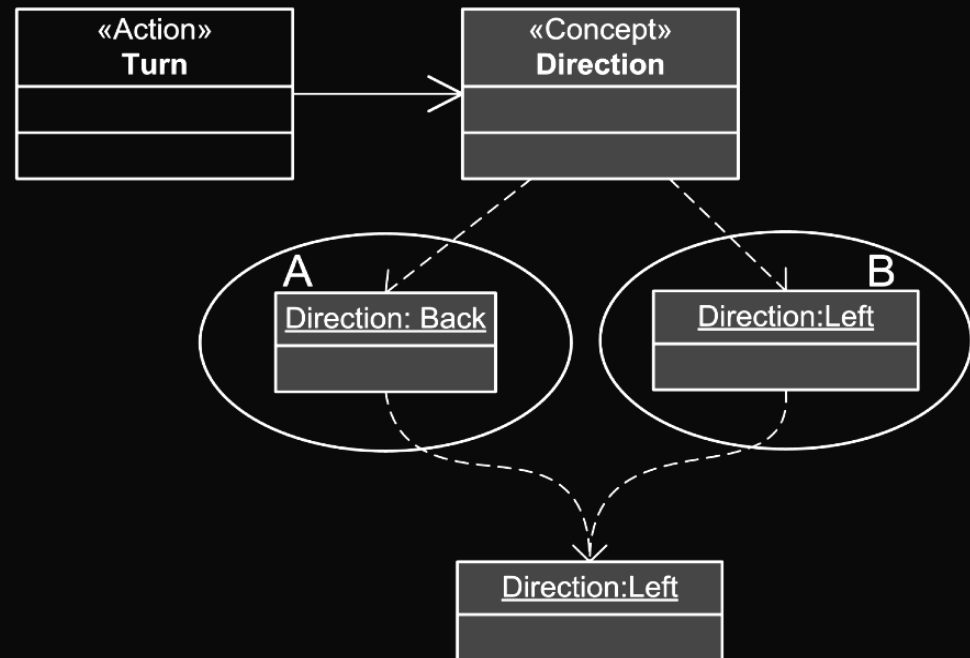 «Action»
Turn
«Concept»
Direction
A
Direction: Back
B
Direction:Left
Direction:Left